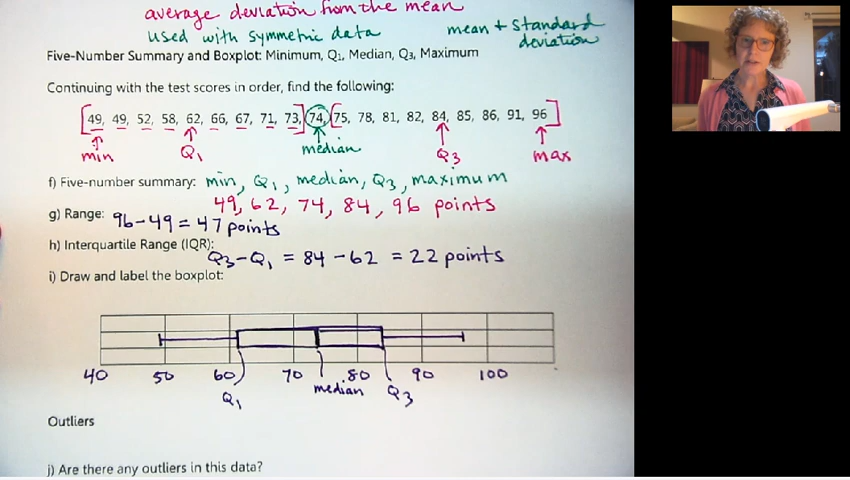 average deviation from the mean
used with symmetric data mean + Standard deviation
Five-Number Summary and Boxplot: Minimum, Q₁, Median, Q₃, Maximum
Continuing with the test scores in order, find the following:
[49, 49, 52, 58, 62, 66, 67, 71, 73,] 74, [75, 78, 81, 82, 84, 85, 86, 91, 96]
min Q₁ median Q₃ max
f) Five-number summary: min, Q₁, median, Q₃, maximum
49, 62, 74, 84, 96 points
g) Range: 96-49 = 47 points
h) Interquartile Range (IQR): Q₃-Q₁ = 84-62 = 22 points
i) Draw and label the boxplot:
40 50 60 70 80 90 100
Q₁ median Q₃
Outliers
j) Are there any outliers in this data?